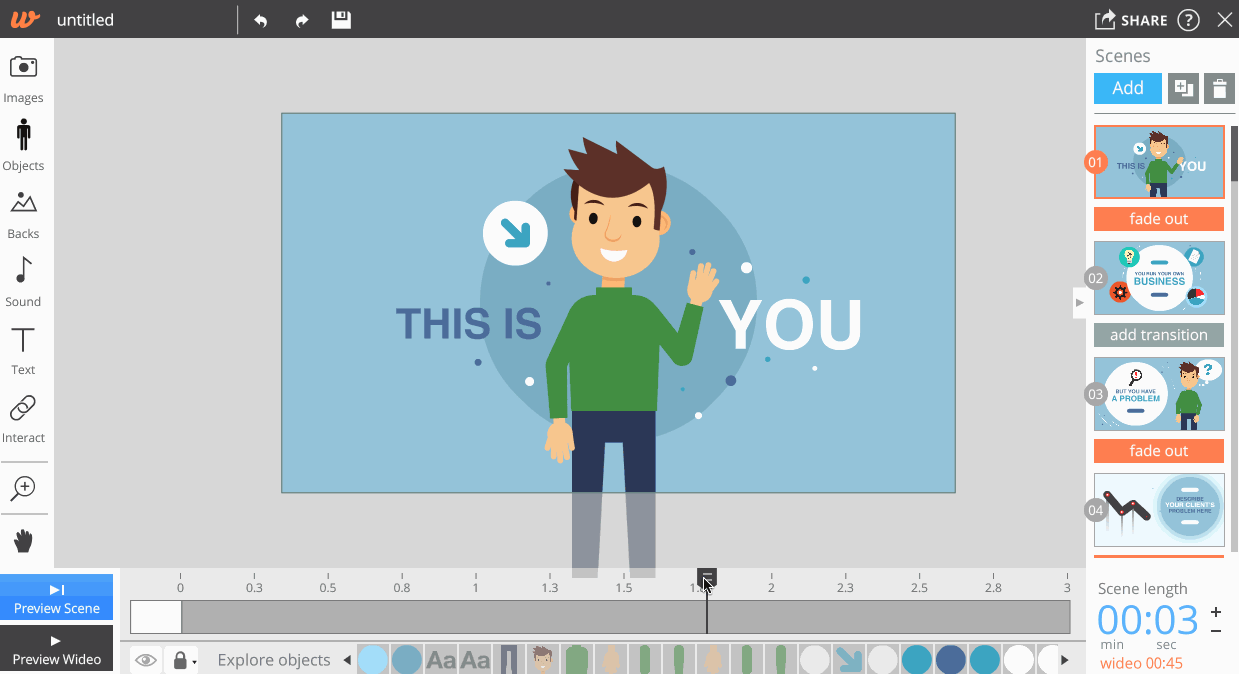 untitled
SHARE
?
Images
Objects
Backs
Sound
Text
Interact
THIS IS
YOU
Scenes
Add
01
THIS IS
YOU
fade out
02
YOU RUN YOUR OWN
BUSINESS
add transition
03
BUT YOU HAVE
A PROBLEM
?
fade out
04
DESCRIBE
YOUR CLIENT'S
PROBLEM HERE
Preview Scene
Preview Wideo
0 0.3 0.5 0.8 1 1.3 1.5 2 2.3 2.5 2.8 3
Explore objects
Aa Aa
Scene length
00:03
min sec
wideo 00:45